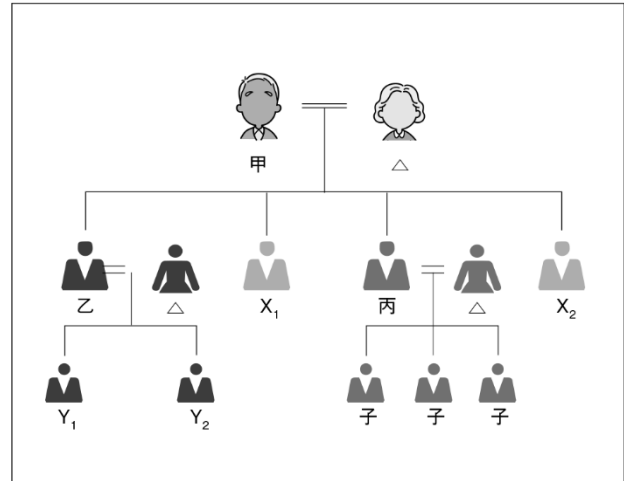 甲 △
乙 △ X₁ 丙 △ X₂
Y₁ Y₂ 子 子 子